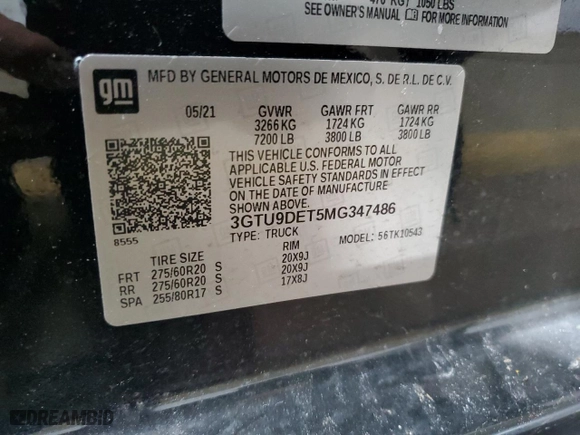 470 KG / 1050 LBS
SEE OWNER'S MANUAL FOR MORE INFORMATION
gm
MFD BY GENERAL MOTORS DE MEXICO, S. DE R.L. DE C.V.
05/21 GVWR GAWR FRT GAWR RR
3266 KG 1724 KG 1724 KG
7200 LB 3800 LB 3800 LB
THIS VEHICLE CONFORMS TO ALL
APPLICABLE U.S. FEDERAL MOTOR
VEHICLE SAFETY STANDARDS IN EFFECT
ON THE DATE OF MANUFACTURE
SHOWN ABOVE.
8555
3GTU9DET5MG347486
TYPE: TRUCK MODEL: 56TK10543
TIRE SIZE RIM
FRT 275/60R20 S 20X9J
RR 275/60R20 S 20X9J
SPA 255/80R17 S 17X8J
DREAMBID